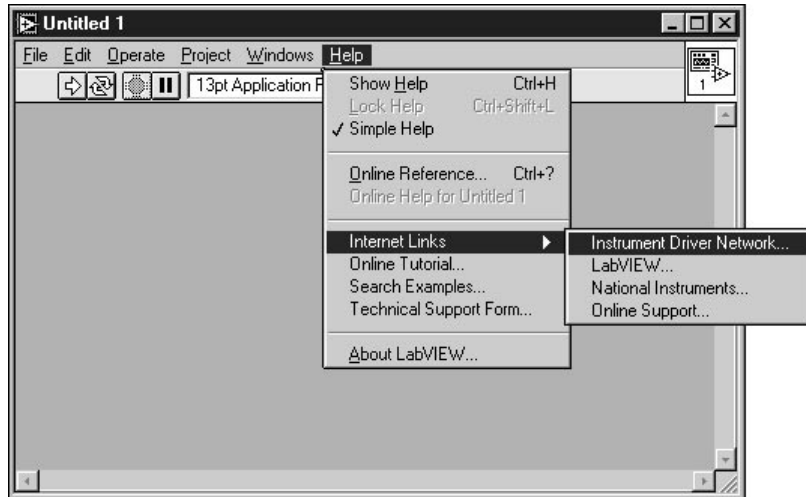 Untitled 1
File Edit Operate Project Windows Help
13pt Application F
1
Show Help Ctrl+H
Lock Help Ctrl+Shift+L
Simple Help
Online Reference... Ctrl+?
Online Help for Untitled 1
Internet Links
Online Tutorial...
Search Examples...
Technical Support Form...
About LabVIEW...
Instrument Driver Network...
LabVIEW...
National Instruments...
Online Support...